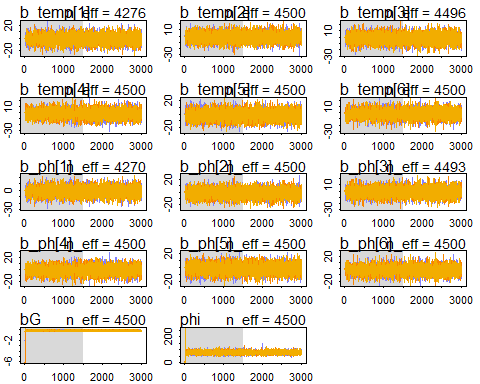 b_temp[1] n_eff = 4276 b_temp[2] n_eff = 4500 b_temp[3] n_eff = 4496
20 10 10
-20 -30 -30
0 1000 2000 3000 0 1000 2000 3000 0 1000 2000 3000
b_temp[4] n_eff = 4500 b_temp[5] n_eff = 4500 b_temp[6] n_eff = 4500
10 10 10
-30 -20 -30
0 1000 2000 3000 0 1000 2000 3000 0 1000 2000 3000
b_ph[1] n_eff = 4270 b_ph[2] n_eff = 4500 b_ph[3] n_eff = 4493
0 20 10
-30 -20 -30
0 1000 2000 3000 0 1000 2000 3000 0 1000 2000 3000
b_ph[4] n_eff = 4500 b_ph[5] n_eff = 4500 b_ph[6] n_eff = 4500
20 20 20
-20 -20 -20
0 1000 2000 3000 0 1000 2000 3000 0 1000 2000 3000
bG n_eff = 4500 phi n_eff = 4500
-2 200
-6 0
0 1000 2000 3000 0 1000 2000 3000